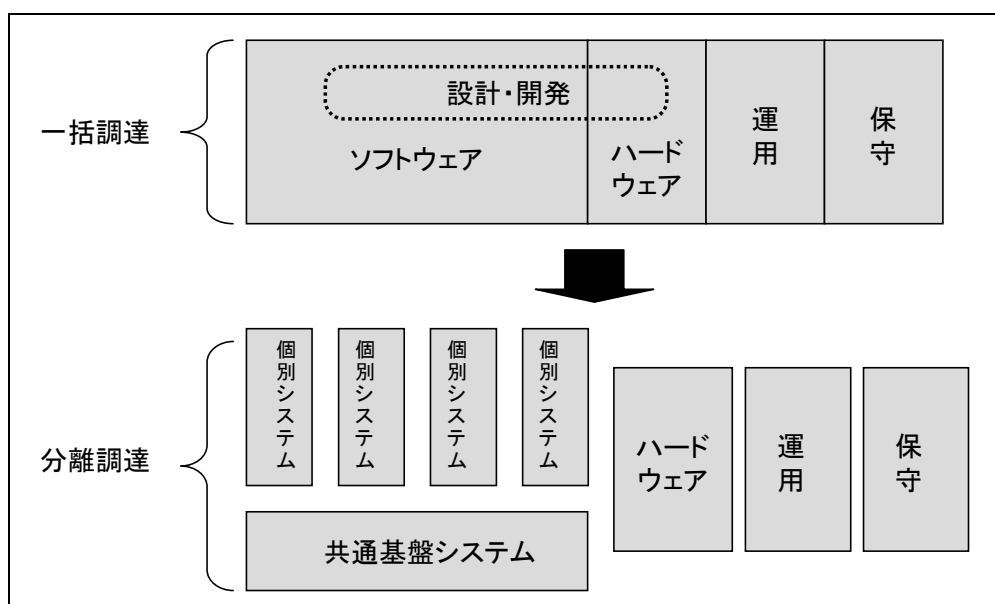 一括調達
設計・開発
ソフトウェア
ハード
ウェア
運用
保守
分離調達
個別システム
個別システム
個別システム
個別システム
共通基盤システム
ハード
ウェア
運用
保守